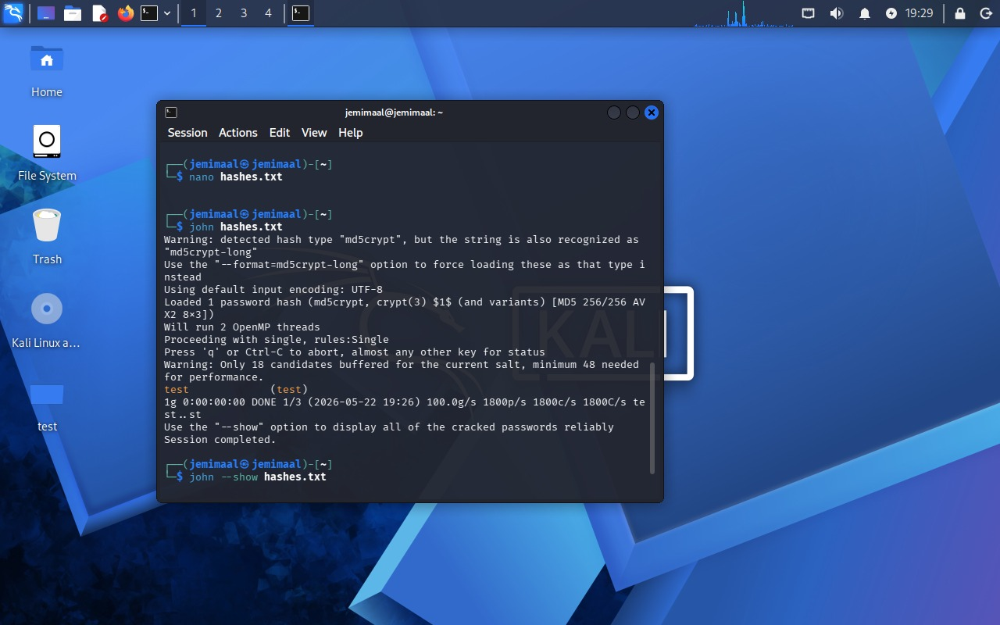 1 2 3 4 19:29
Home
File System
Trash
Kali Linux a...
test
jemimaal@jemimaal: ~
Session Actions Edit View Help
┌──(jemimaal㉿jemimaal)-[~]
└─$ nano hashes.txt
┌──(jemimaal㉿jemimaal)-[~]
└─$ john hashes.txt
Warning: detected hash type "md5crypt", but the string is also recognized as
"md5crypt-long"
Use the "--format=md5crypt-long" option to force loading these as that type i
nstead
Using default input encoding: UTF-8
Loaded 1 password hash (md5crypt, crypt(3) $1$ (and variants) [MD5 256/256 AV
X2 8×3])
Will run 2 OpenMP threads
Proceeding with single, rules:Single
Press 'q' or Ctrl-C to abort, almost any other key for status
Warning: Only 18 candidates buffered for the current salt, minimum 48 needed
for performance.
test (test)
1g 0:00:00:00 DONE 1/3 (2026-05-22 19:26) 100.0g/s 1800p/s 1800c/s 1800C/s te
st..st
Use the "--show" option to display all of the cracked passwords reliably
Session completed.
┌──(jemimaal㉿jemimaal)-[~]
└─$ john --show hashes.txt
KALI